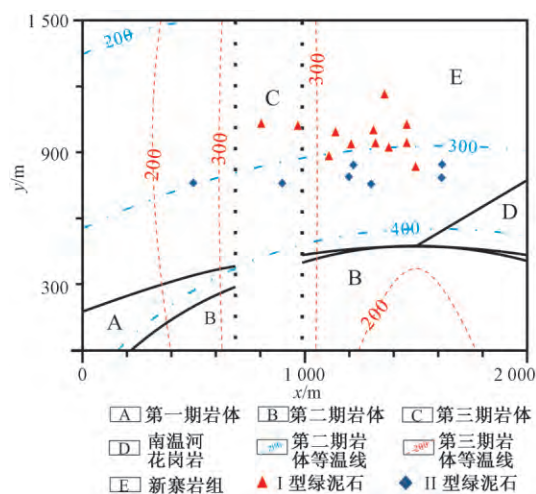 1 500
200
C
E
300
200
300
900
300
y/m
D
400
300
B
200
A
B
0
0
1 000
2 000
x/m
A 第一期岩体 B 第二期岩体 C 第三期岩体
D 南温河花岗岩 第二期岩体等温线 第三期岩体等温线
E 新寨岩组 I 型绿泥石 II 型绿泥石